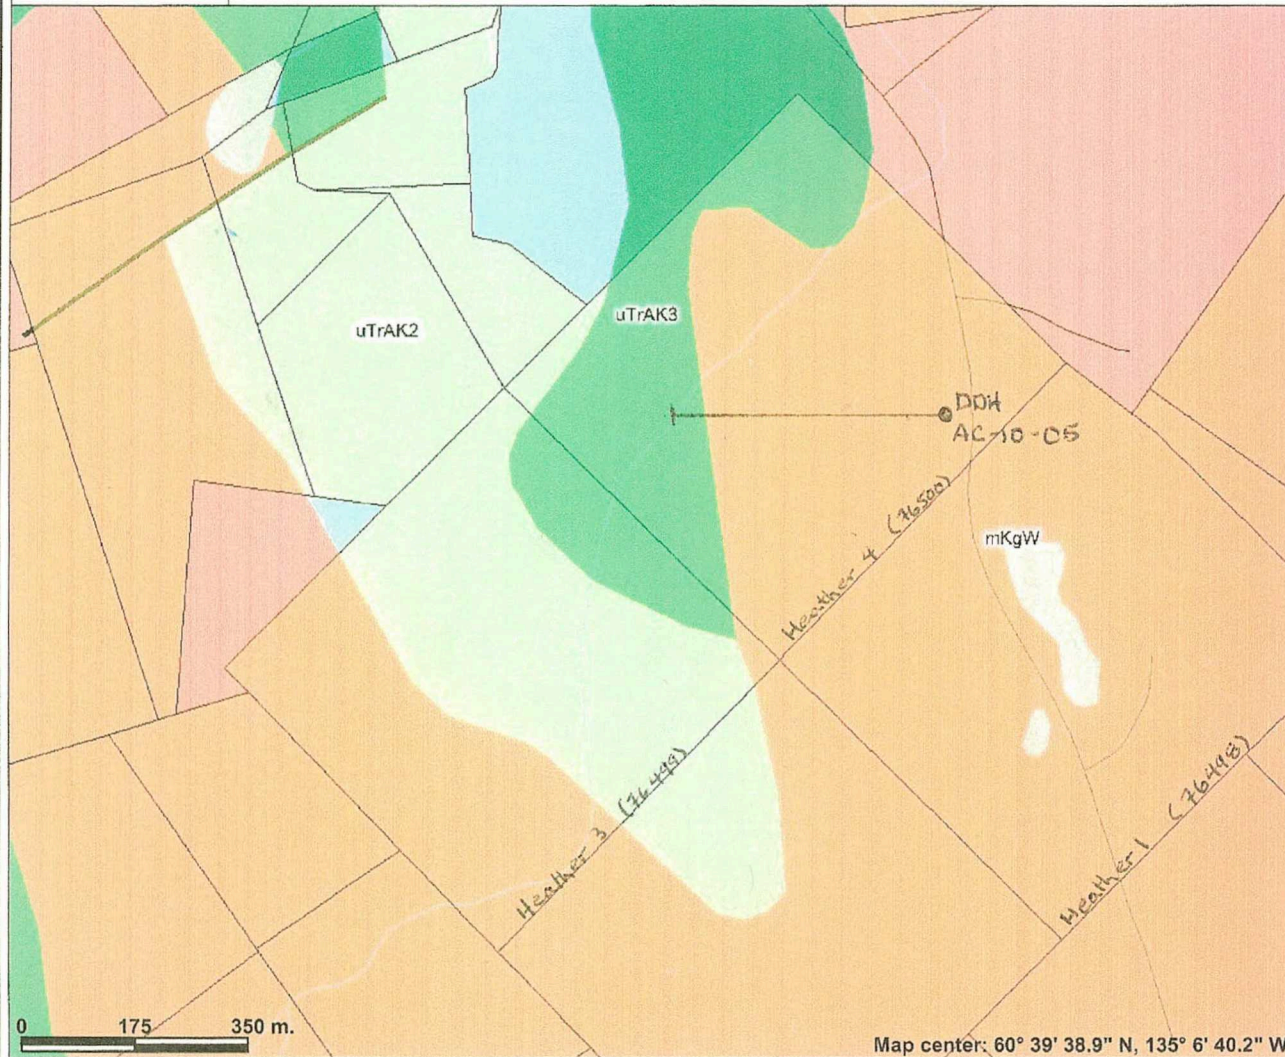 uTrAK2
uTrAK3
DDH
AC-10-05
Heather 4 (76500)
mKgW
Heather 3 (76499)
Heather 1 (76498)
0 175 350 m.
Map center: 60° 39' 38.9" N, 135° 6' 40.2" W